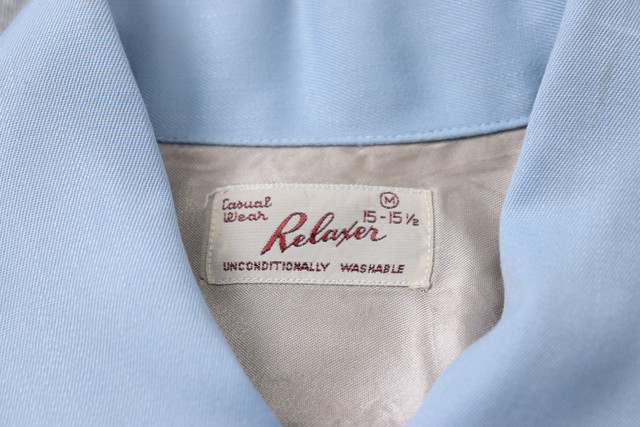 Casual Wear
M
15-15½
Relaxer
UNCONDITIONALLY WASHABLE